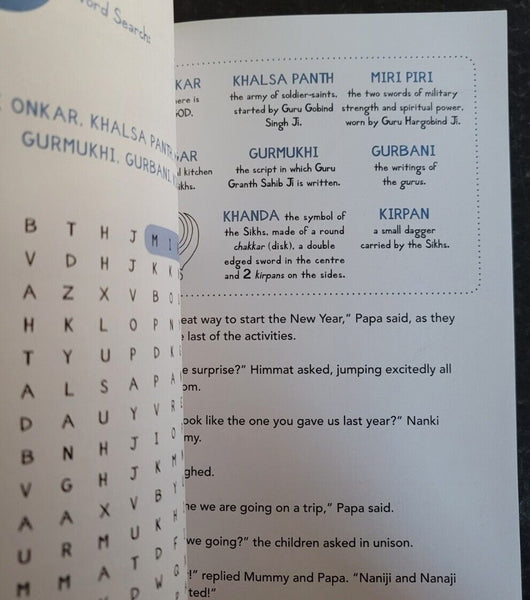 Word Search:
ONKAR, KHALSA PANTH
GURMUKHI, GURBANI
B T H J M I
V D H J K K
A Z X V B O
H K L O P N
T Y U P D K
A L S A P A
D A U Y V R
B N H J I O
V G H J K M
A A X V B Y
U R M U K H
M M A T D F
P W O
KAR
here is
GOD.
KHALSA PANTH
the army of soldier-saints,
started by Guru Gobind
Singh Ji.
MIRI PIRI
the two swords of military
strength and spiritual power,
worn by Guru Hargobind Ji.
GAR
kitchen
GURMUKHI
the script in which Guru
Granth Sahib Ji is written.
GURBANI
the writings of
the gurus.
KHANDA the symbol of
the Sikhs, made of a round
chakkar (disk), a double
edged sword in the centre
and 2 kirpans on the sides.
KIRPAN
a small dagger
carried by the Sikhs.
eat way to start the New Year,” Papa said, as they
last of the activities.
e surprise?” Himmat asked, jumping excitedly all
om.
ook like the one you gave us last year?” Nanki
my.
ghed.
me we are going on a trip,” Papa said.
we going?” the children asked in unison.
!” replied Mummy and Papa. “Naniji and Nanaji
ted!”